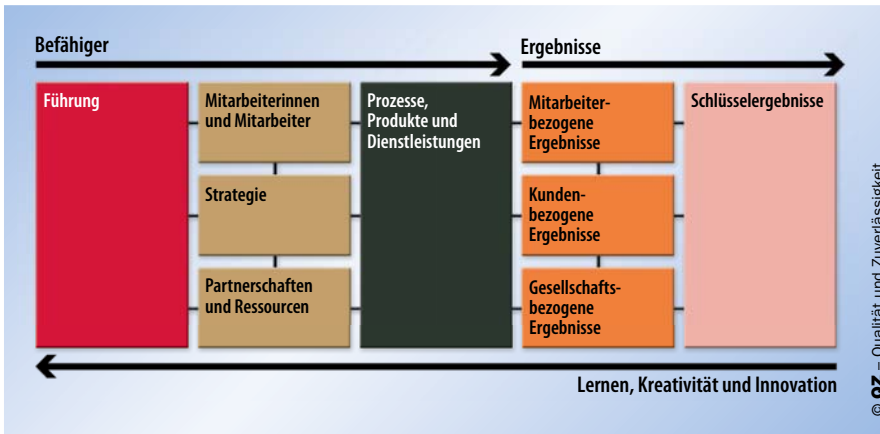 Befähiger
Ergebnisse
Führung
Mitarbeiterinnen
und Mitarbeiter
Strategie
Partnerschaften
und Ressourcen
Prozesse,
Produkte und
Dienstleistungen
Mitarbeiter-
bezogene
Ergebnisse
Kunden-
bezogene
Ergebnisse
Gesellschafts-
bezogene
Ergebnisse
Schlüsselergebnisse
Lernen, Kreativität und Innovation
© QZ – Qualität und Zuverlässigkeit